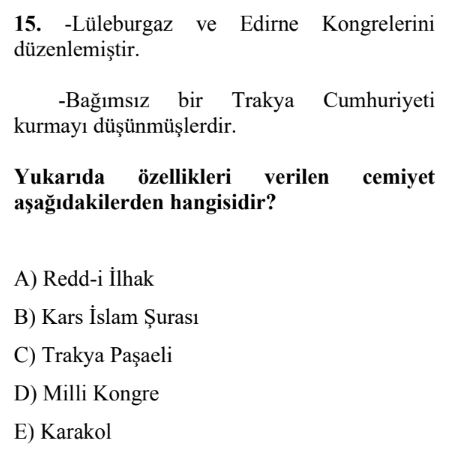 15. -Lüleburgaz ve Edirne Kongrelerini
düzenlemiştir.
-Bağımsız bir Trakya Cumhuriyeti
kurmayı düşünmüşlerdir.
Yukarıda özellikleri verilen cemiyet
aşağıdakilerden hangisidir?
A) Redd-i İlhak
B) Kars İslam Şurası
C) Trakya Paşaeli
D) Milli Kongre
E) Karakol